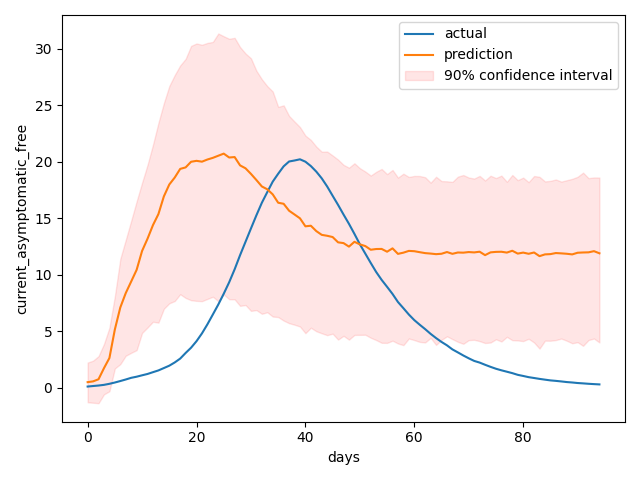 actual
prediction
90% confidence interval
30
25
20
15
10
5
0
current_asymptomatic_free
0 20 40 60 80
days